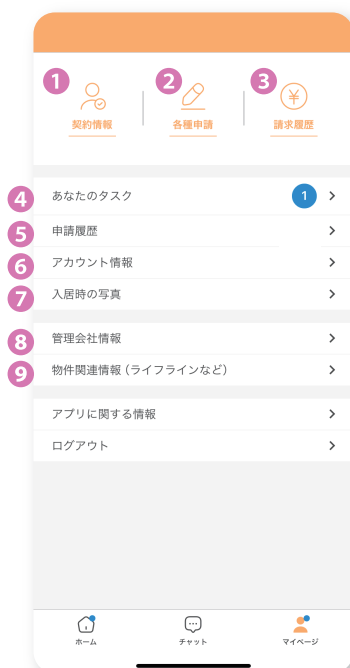 1 2 3
契約情報 各種申請 請求履歴
4 あなたのタスク 1
5 申請履歴
6 アカウント情報
7 入居時の写真
8 管理会社情報
9 物件関連情報（ライフラインなど）
アプリに関する情報
ログアウト
ホーム チャット マイページ